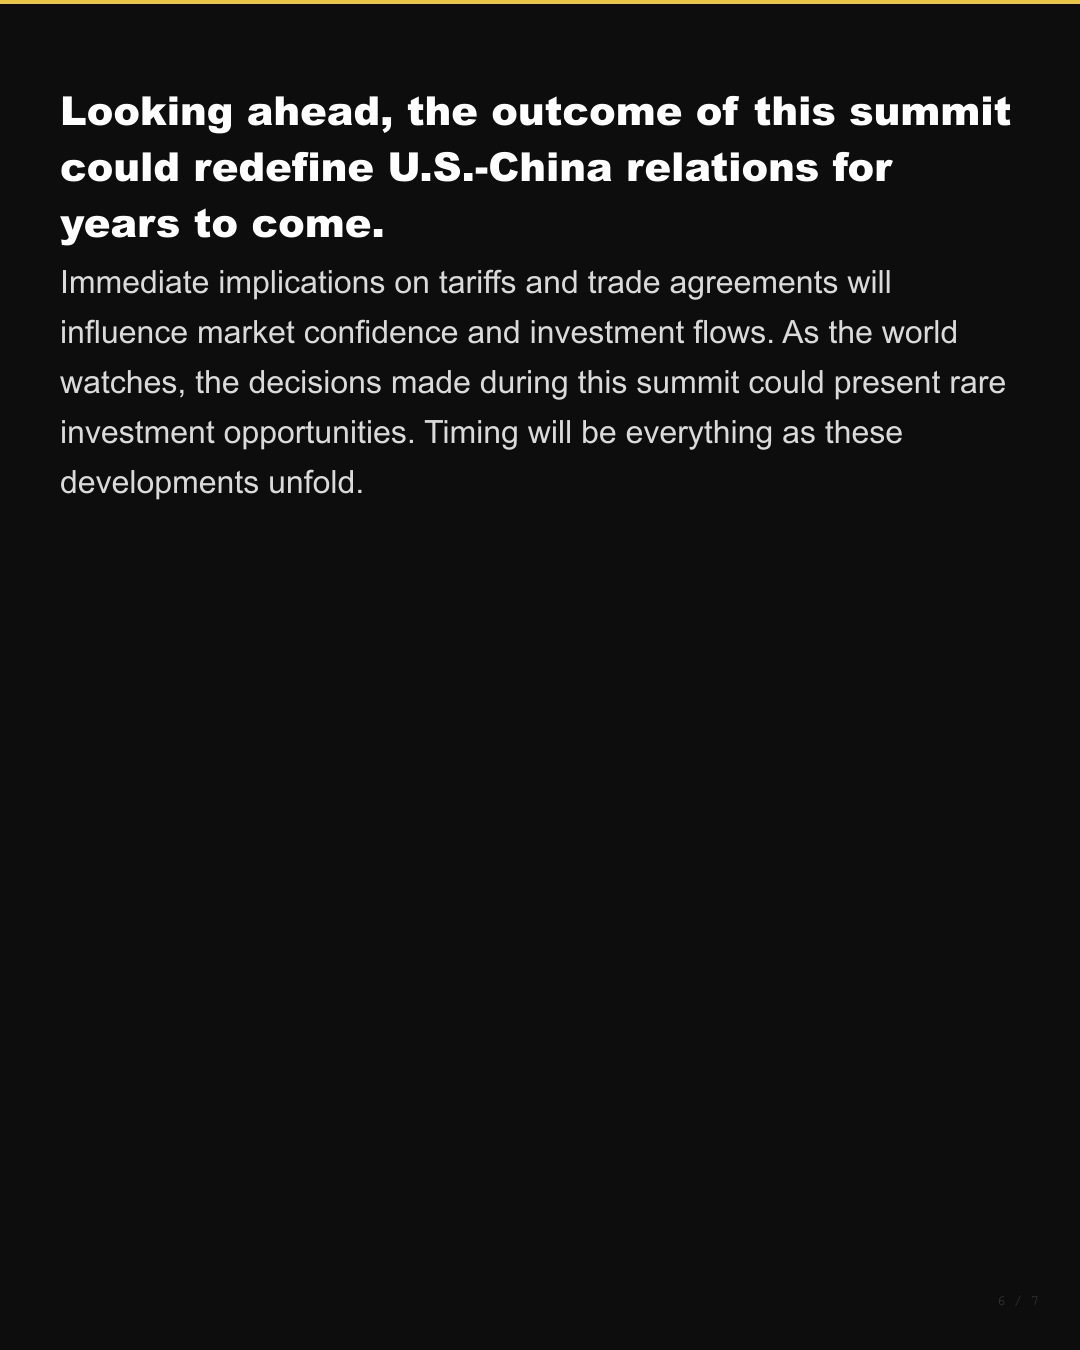 Looking ahead, the outcome of this summit
could redefine U.S.-China relations for
years to come.
Immediate implications on tariffs and trade agreements will
influence market confidence and investment flows. As the world
watches, the decisions made during this summit could present rare
investment opportunities. Timing will be everything as these
developments unfold.
6 / 7